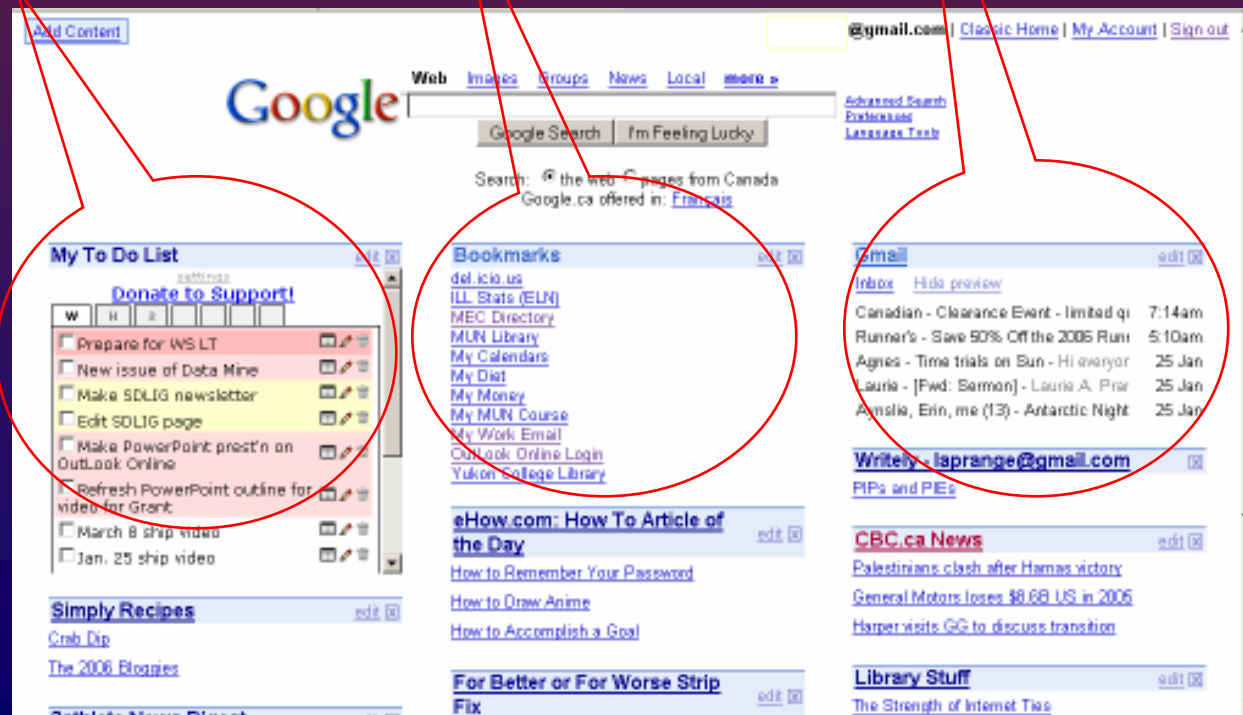 Add Content
@gmail.com | Classic Home | My Account | Sign out
Web Images Groups News Local more »
Google
Advanced Search
Preferences
Language Tools
Google Search I'm Feeling Lucky
Search: the web pages from Canada
Google.ca offered in: Français
My To Do List edit
settings
Donate to Support!
W H 2
Prepare for WS LT
New issue of Data Mine
Make SDLIG newsletter
Edit SDLIG page
Make PowerPoint prest'n on
OutLook Online
Refresh PowerPoint outline for
video for Grant
March 8 ship video
Jan. 25 ship video
Simply Recipes edit
Crab Dip
The 2006 Bloggies
News Digest
Bookmarks edit
del.icio.us
ILL Stats (ELN)
MEC Directory
MUN Library
My Calendars
My Diet
My Money
My MUN Course
My Work Email
OutLook Online Login
Yukon College Library
eHow.com: How To Article of
the Day edit
How to Remember Your Password
How to Draw Anime
How to Accomplish a Goal
For Better or For Worse Strip
Fix edit
Gmail edit
Inbox Hide preview
Canadian - Clearance Event - limited qu 7:14am
Runner's - Save 50% Off the 2006 Runn 5:10am
Agnes - Time trials on Sun - Hi everyor 25 Jan
Laurie - [Fwd: Sermon] - Laurie A. Prar 25 Jan
Aynslie, Erin, me (13) - Antarctic Night 25 Jan
Writely - laprange@gmail.com
PIPs and PIEs
CBC.ca News edit
Palestinians clash after Hamas victory
General Motors loses $8.6B US in 2005
Harper visits GG to discuss transition
Library Stuff edit
The Strength of Internet Ties